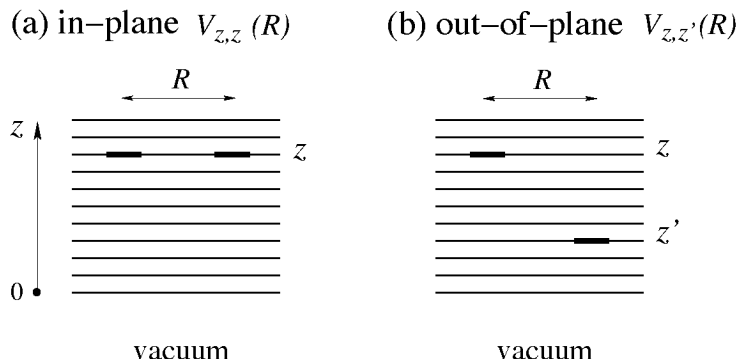 (a) in−plane V_{z,z} (R)
(b) out−of−plane V_{z,z’} (R)
R
R
z
z
z
z’
0
vacuum
vacuum